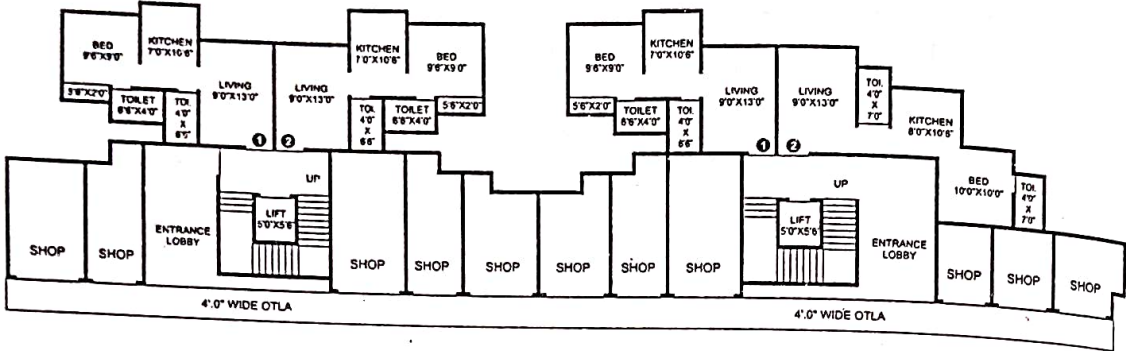 BED
9'6"X9'0"
KITCHEN
7'0"X10'6"
LIVING
9'0"X13'0"
5'6"X2'0"
TOILET
6'6"X4'0"
TOI.
4'0"
X
6'6"
1
LIVING
9'0"X13'0"
KITCHEN
7'0"X10'6"
BED
9'6"X9'0"
TOI.
4'0"
X
6'6"
TOILET
6'6"X4'0"
5'6"X2'0"
2
BED
9'6"X9'0"
KITCHEN
7'0"X10'6"
LIVING
9'0"X13'0"
5'6"X2'0"
TOILET
6'6"X4'0"
TOI.
4'0"
X
6'6"
1
LIVING
9'0"X13'0"
TOI.
4'0"
X
7'0"
KITCHEN
8'0"X10'6"
2
BED
10'0"X10'0"
TOI.
4'0"
X
7'0"
SHOP
SHOP
ENTRANCE
LOBBY
UP
LIFT
5'0"X5'6"
SHOP
SHOP
SHOP
SHOP
SHOP
SHOP
UP
LIFT
5'0"X5'6"
ENTRANCE
LOBBY
SHOP
SHOP
SHOP
4'.0" WIDE OTLA
4'.0" WIDE OTLA